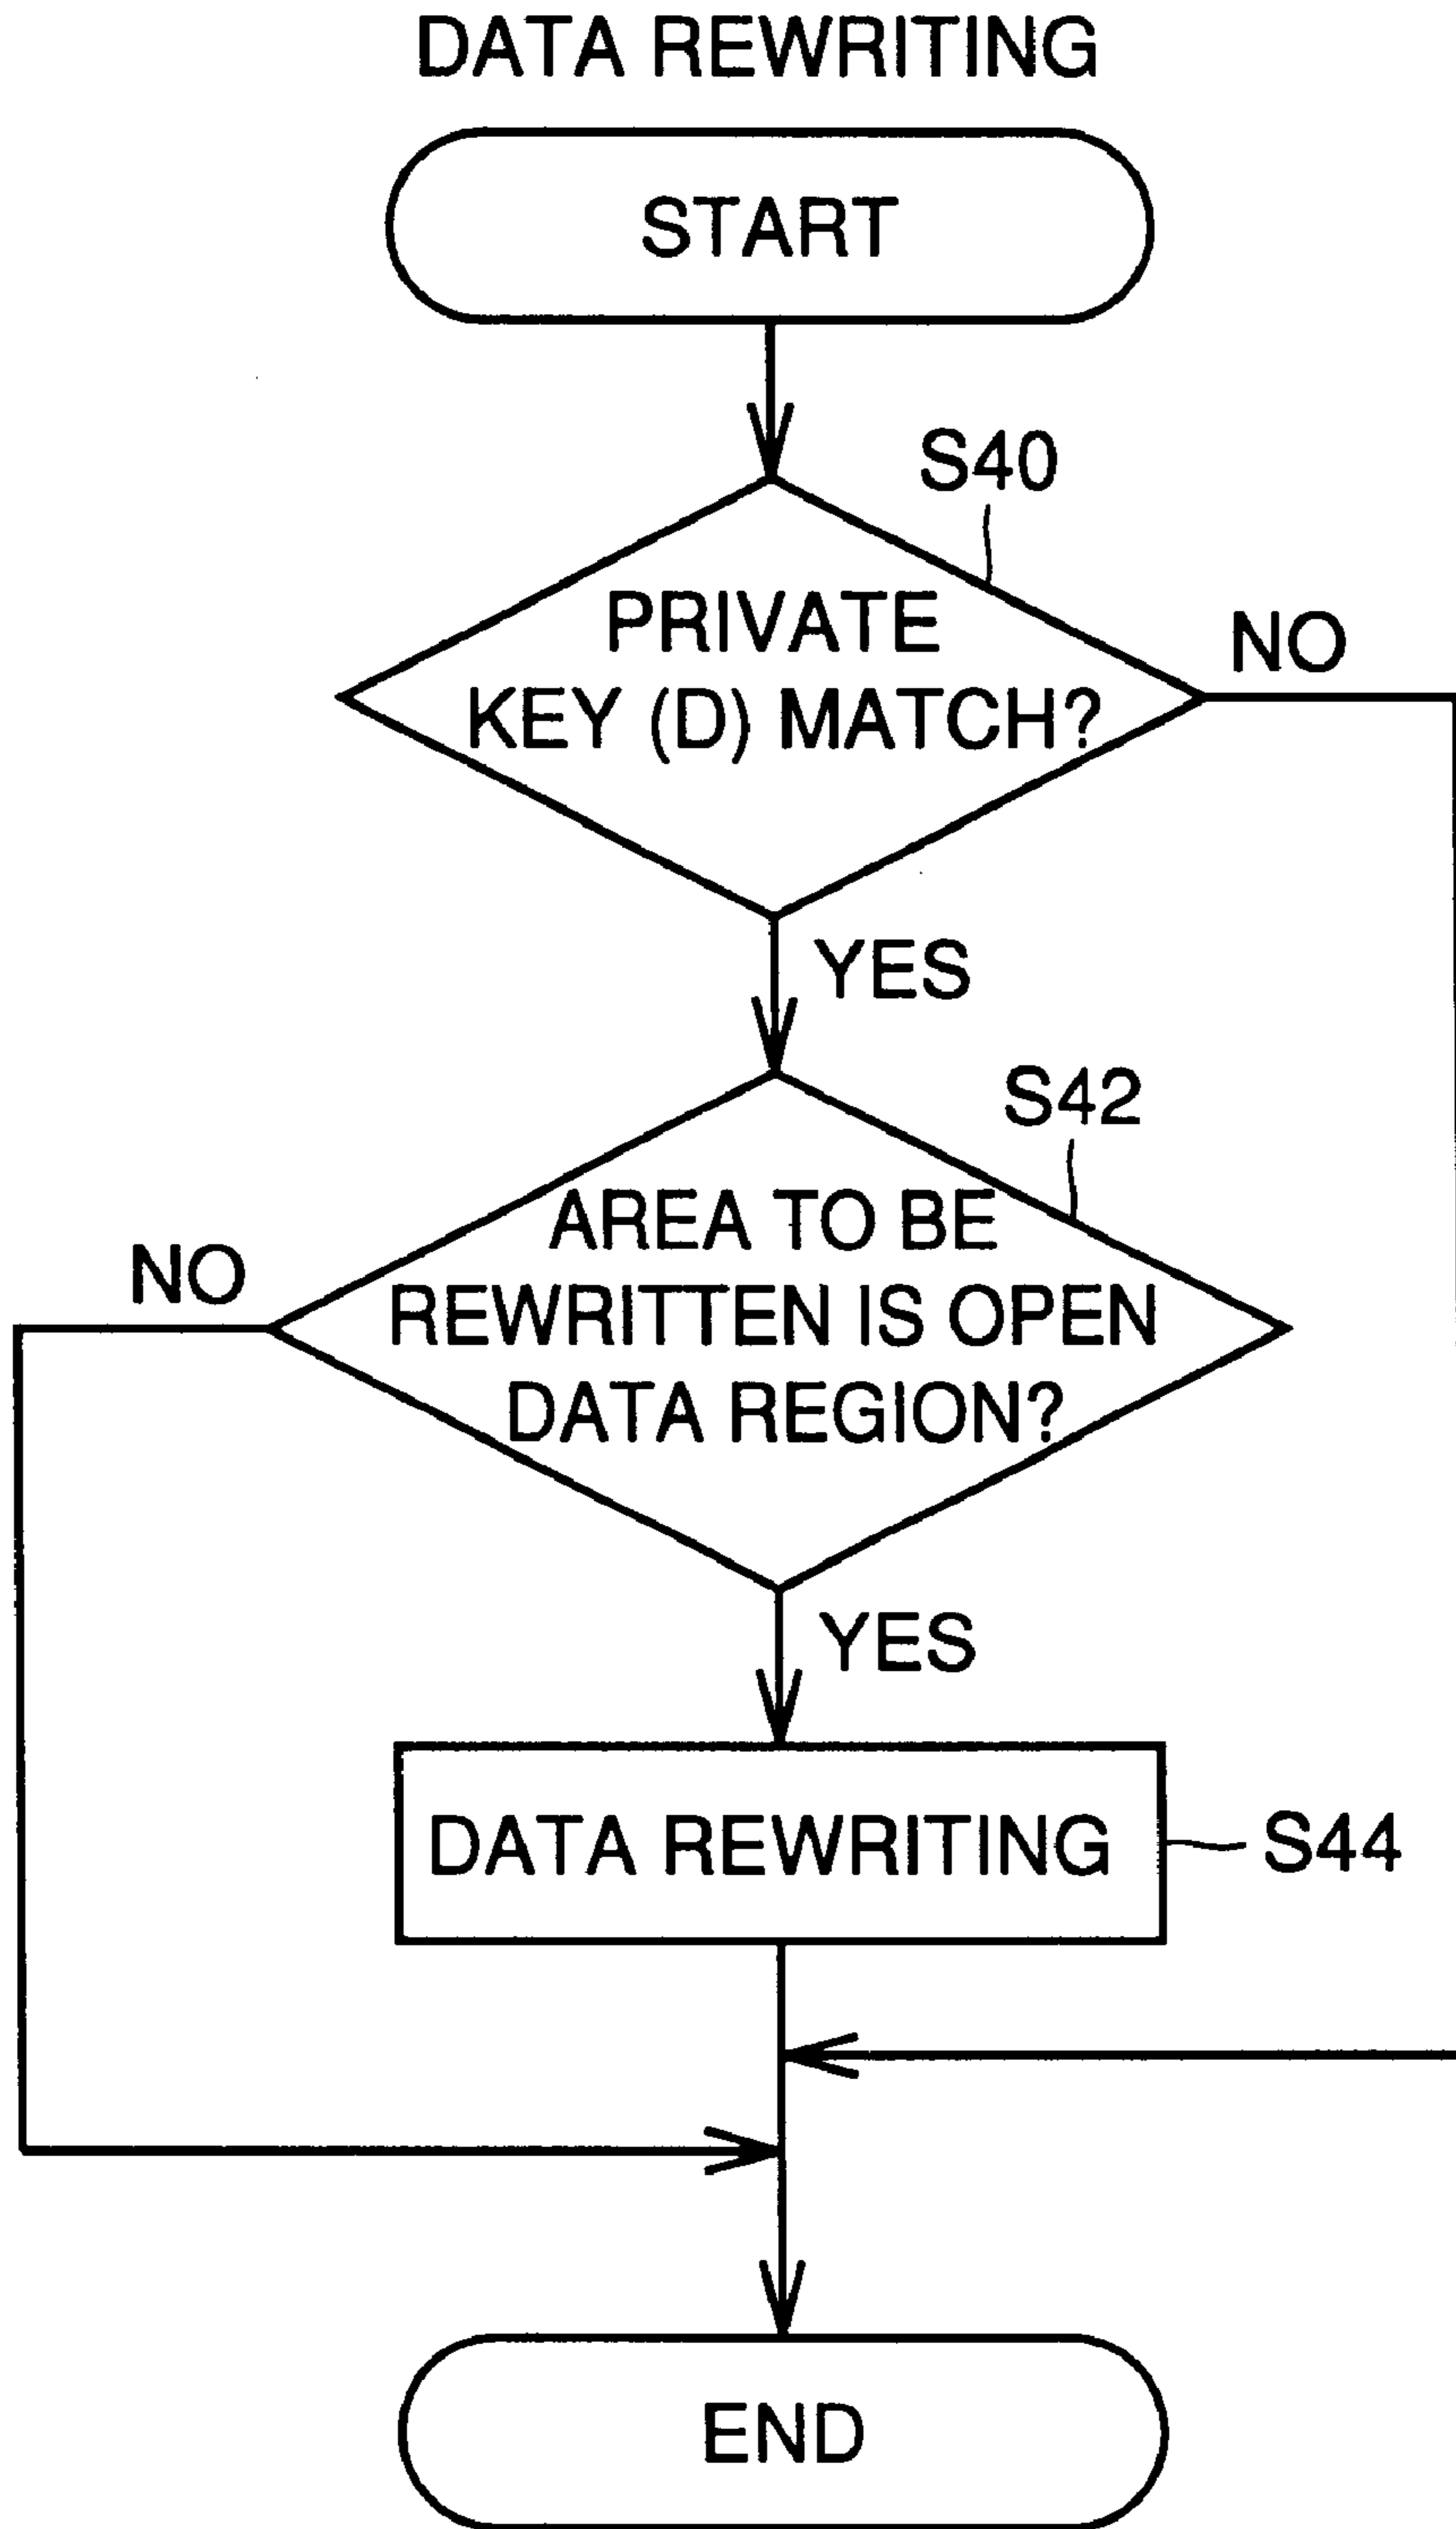 DATA REWRITING
START
S40
PRIVATE
KEY (D) MATCH?
NO
YES
S42
AREA TO BE
REWRITTEN IS OPEN
DATA REGION?
NO
YES
DATA REWRITING
S44
END